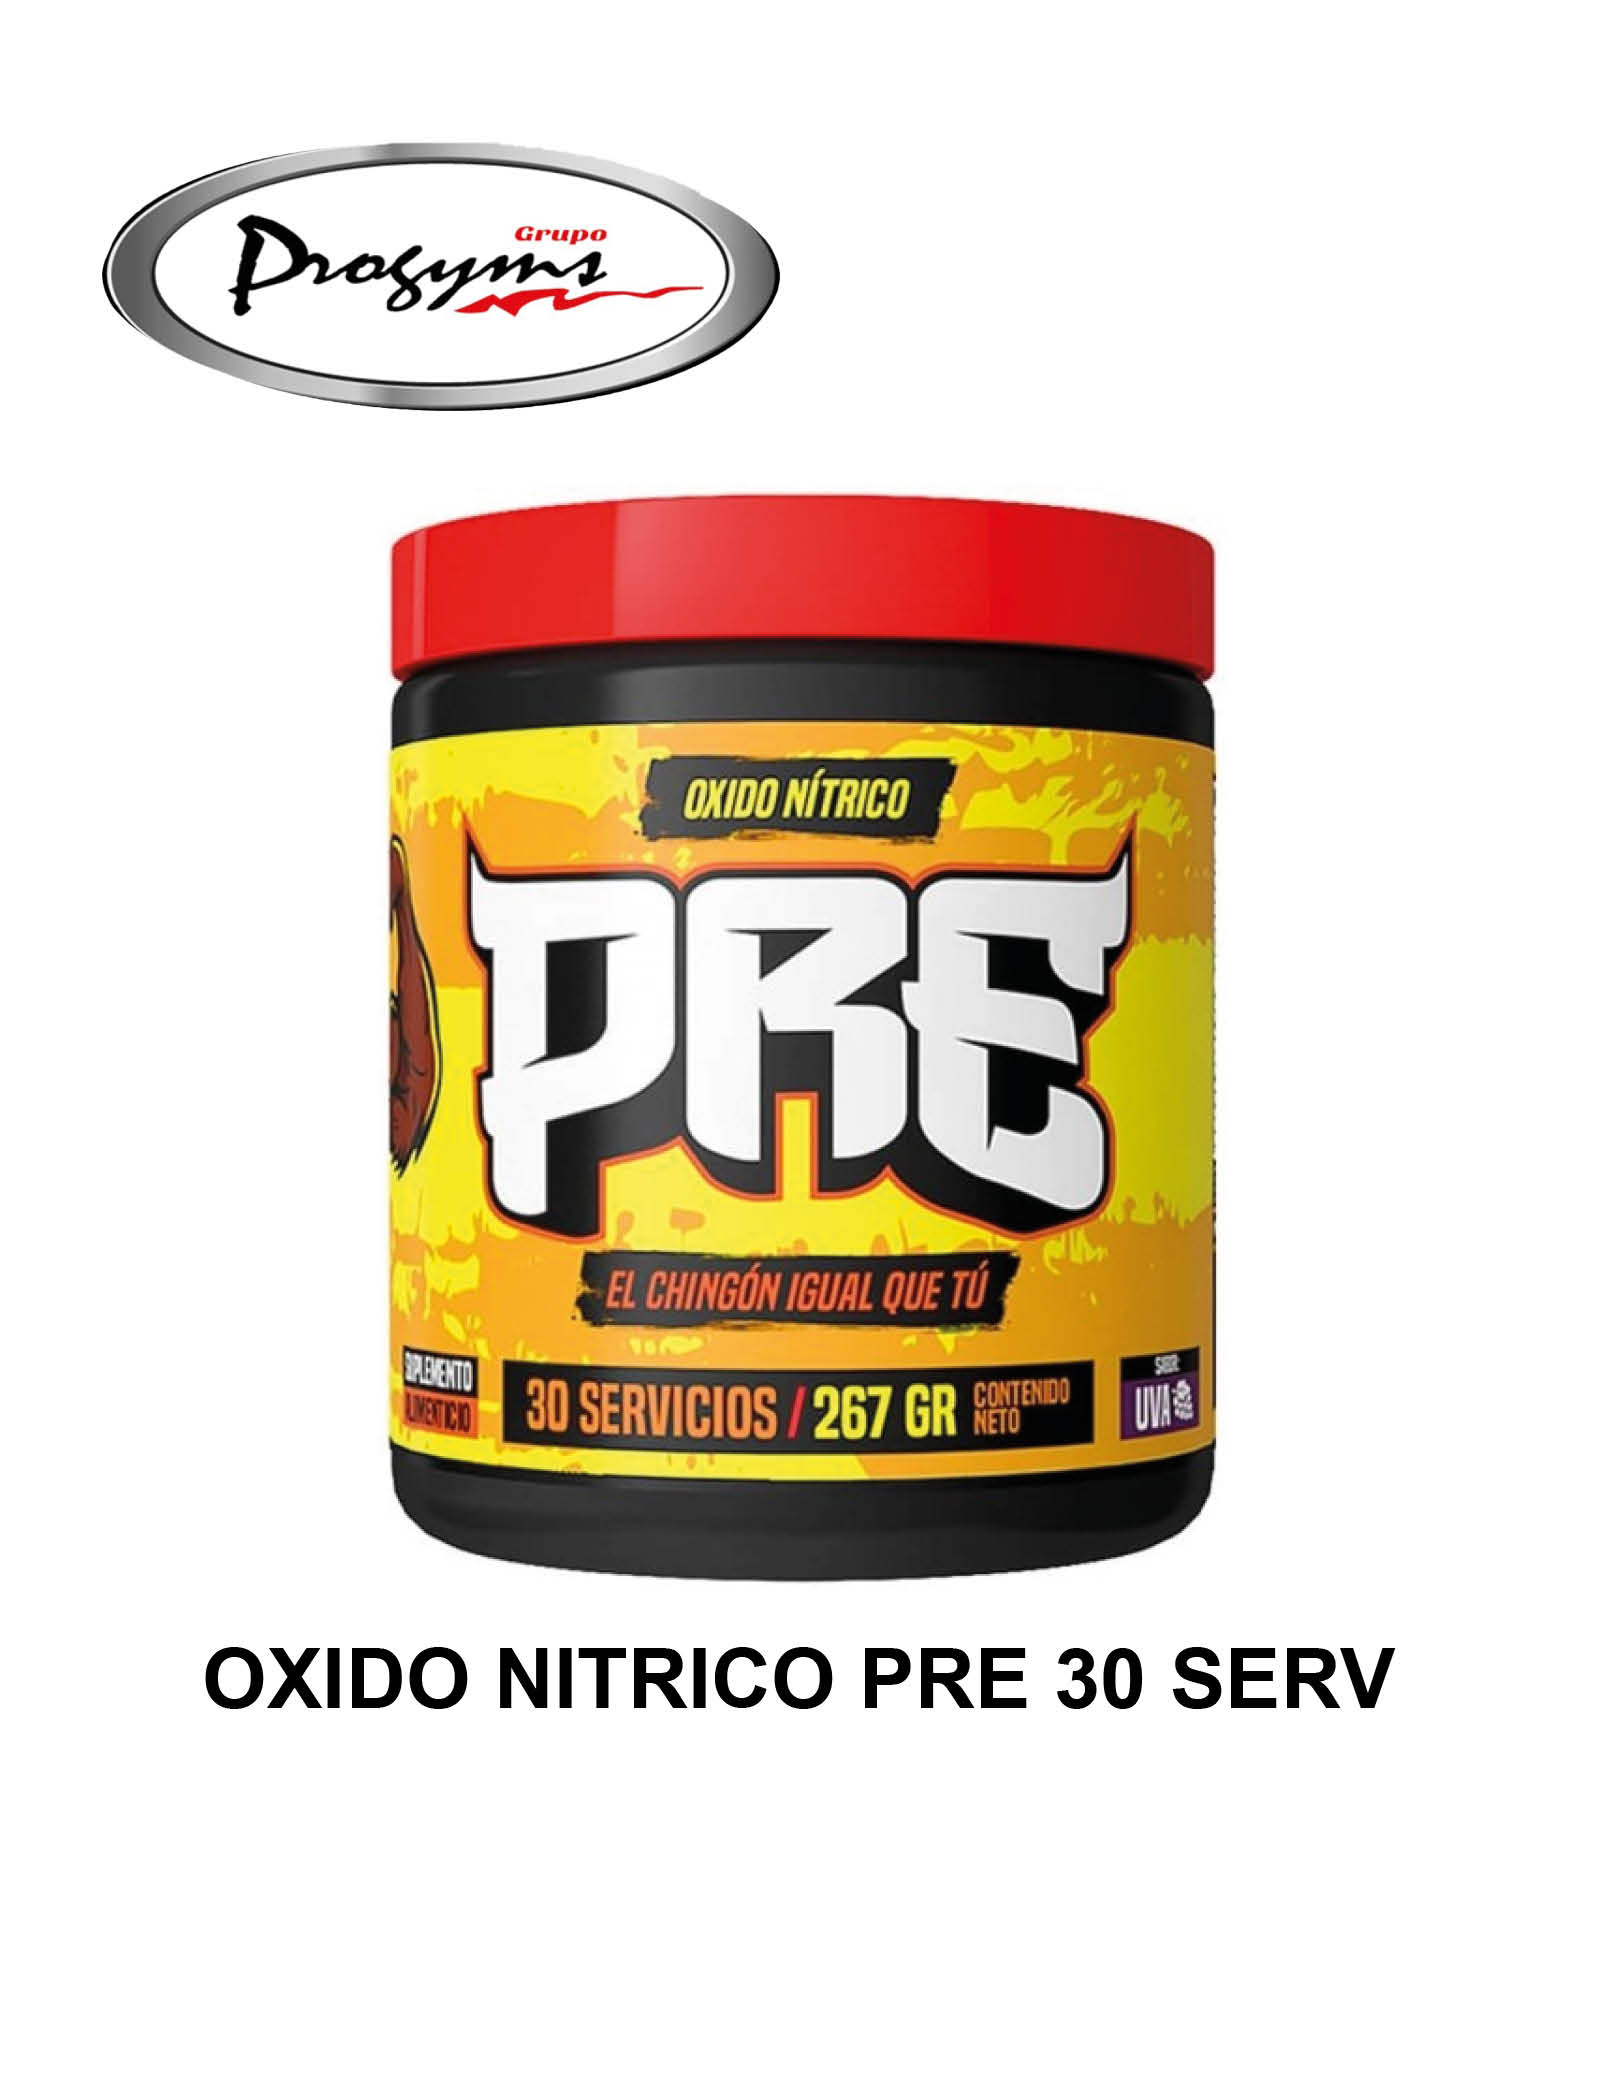 Grupo
Progyms
OXIDO NÍTRICO
PRE
EL CHINGÓN IGUAL QUE TÚ
SUPLEMENTO
ALIMENTICIO
30 SERVICIOS / 267 GR CONTENIDO
NETO
SABOR:
UVA
OXIDO NITRICO PRE 30 SERV